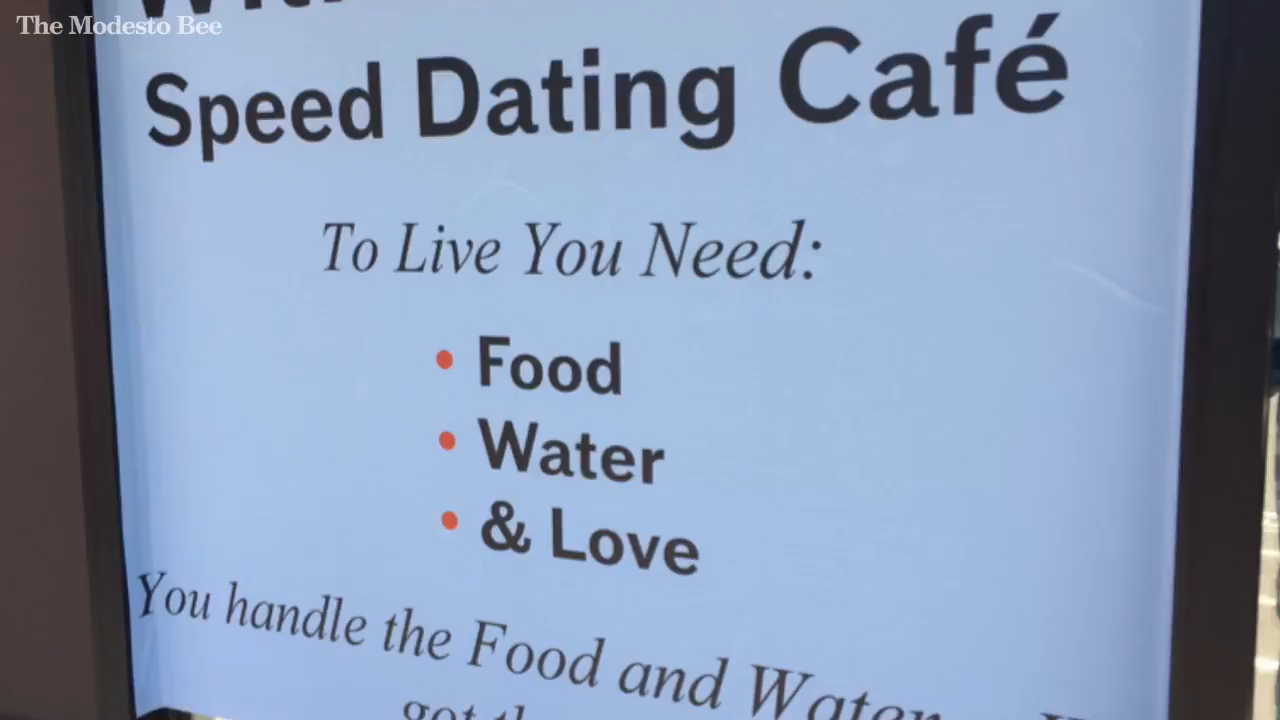 The Modesto Bee
Speed Dating Café
To Live You Need:
• Food
• Water
• & Love
You handle the Food and Water
got